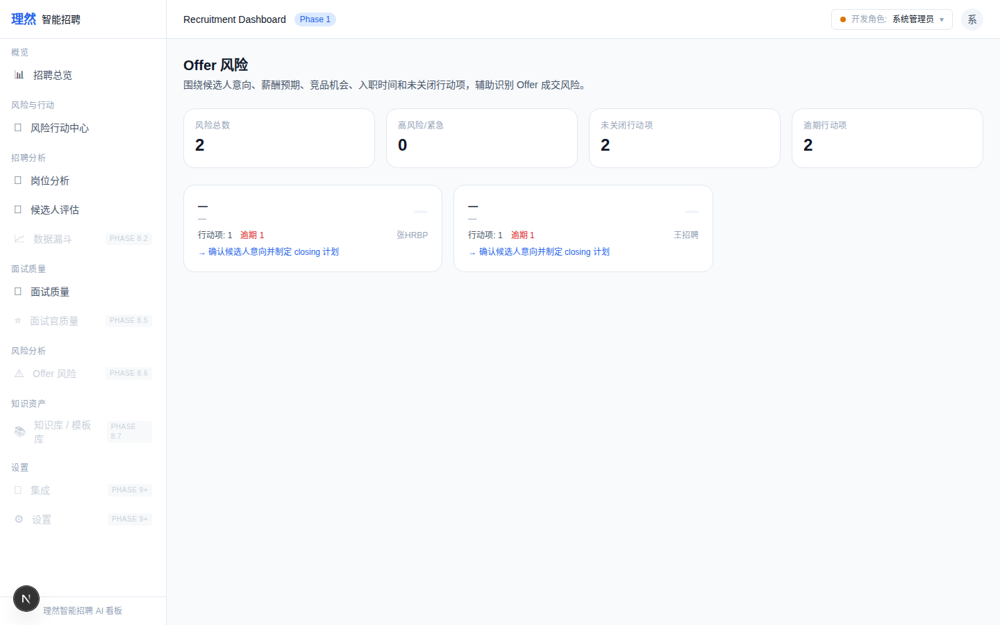 理然 智能招聘
概览
招聘总览
风险与行动
风险行动中心
招聘分析
岗位分析
候选人评估
数据漏斗 PHASE 8.2
面试质量
面试质量
面试官质量 PHASE 8.5
风险分析
Offer 风险 PHASE 8.6
知识资产
知识库 / 模板
库
PHASE
8.7
设置
集成 PHASE 9+
设置 PHASE 9+
理然智能招聘 AI 看板
Recruitment Dashboard Phase 1
开发角色: 系统管理员 ▾ 系
Offer 风险
围绕候选人意向、薪酬预期、竞品机会、入职时间和未关闭行动项，辅助识别 Offer 成交风险。
风险总数
2
高风险/紧急
0
未关闭行动项
2
逾期行动项
2
—
—
行动项: 1 逾期 1 张HRBP
→ 确认候选人意向并制定 closing 计划
—
—
行动项: 1 逾期 1 王招聘
→ 确认候选人意向并制定 closing 计划